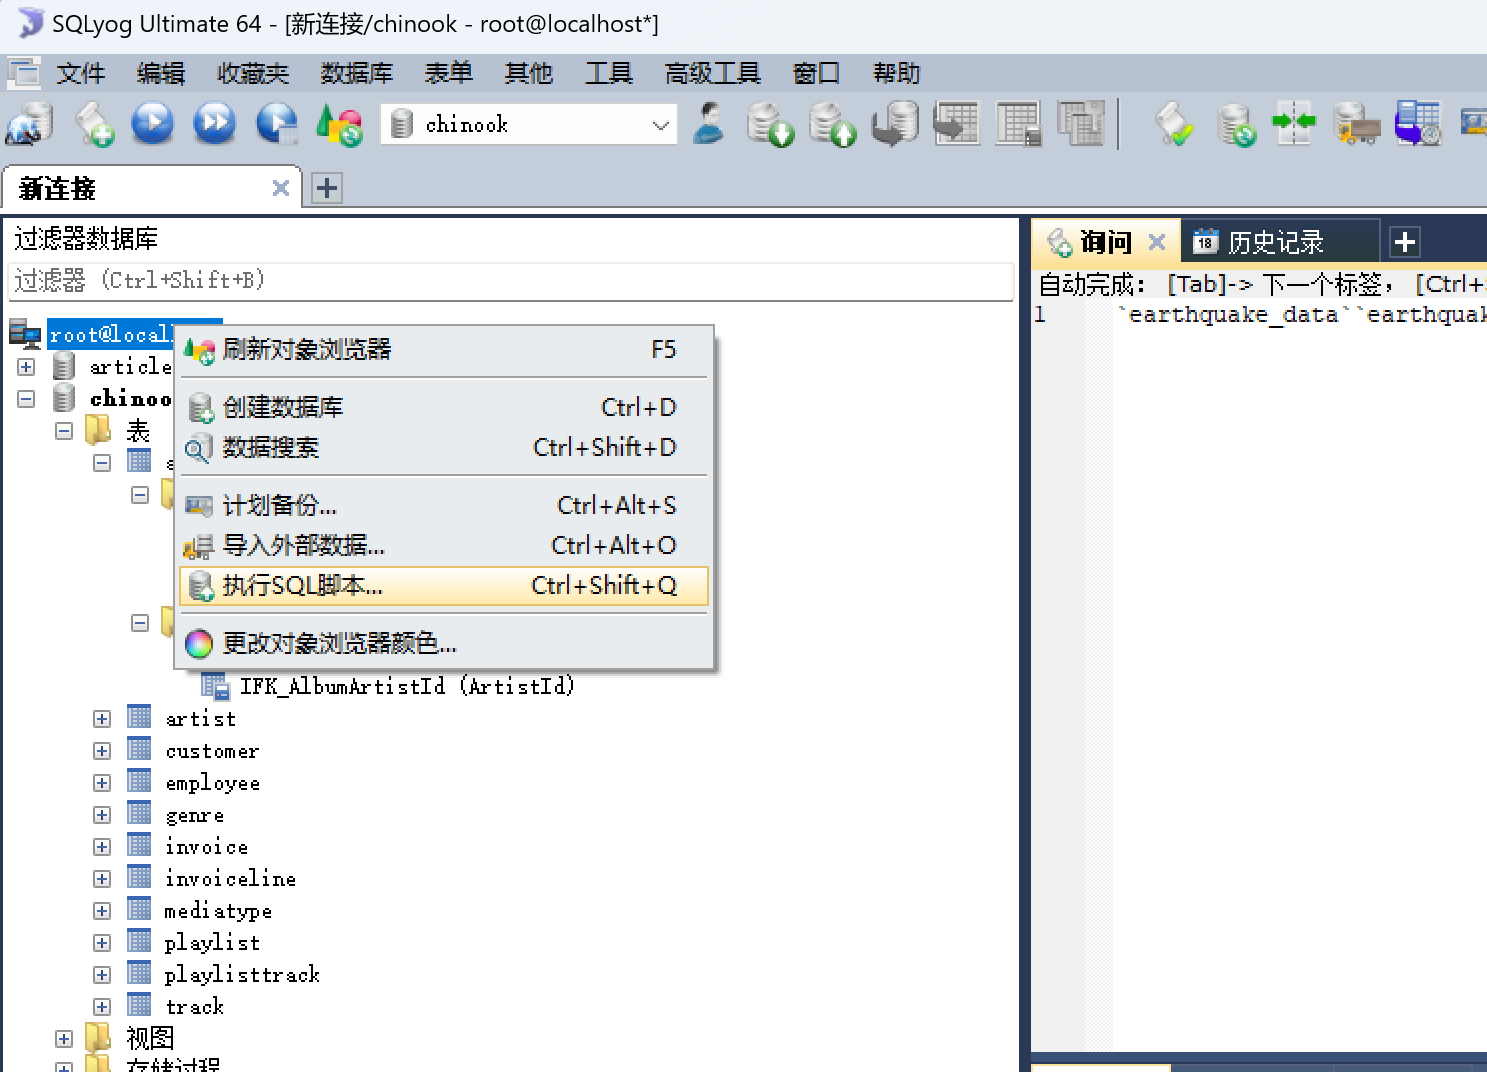 SQLyog Ultimate 64 - [新连接/chinook - root@localhost*]
文件 编辑 收藏夹 数据库 表单 其他 工具 高级工具 窗口 帮助
chinook
新连接
过滤器数据库
过滤器 (Ctrl+Shift+B)
root@local
article
chinoo
表
刷新对象浏览器 F5
创建数据库 Ctrl+D
数据搜索 Ctrl+Shift+D
计划备份... Ctrl+Alt+S
导入外部数据... Ctrl+Alt+O
执行SQL脚本... Ctrl+Shift+Q
更改对象浏览器颜色...
IFK_AlbumArtistId (ArtistId)
artist
customer
employee
genre
invoice
invoiceline
mediatype
playlist
playlisttrack
track
视图
存储过程
询问
18 历史记录
自动完成： [Tab]-> 下一个标签， [Ctrl+
1 `earthquake_data``earthquak